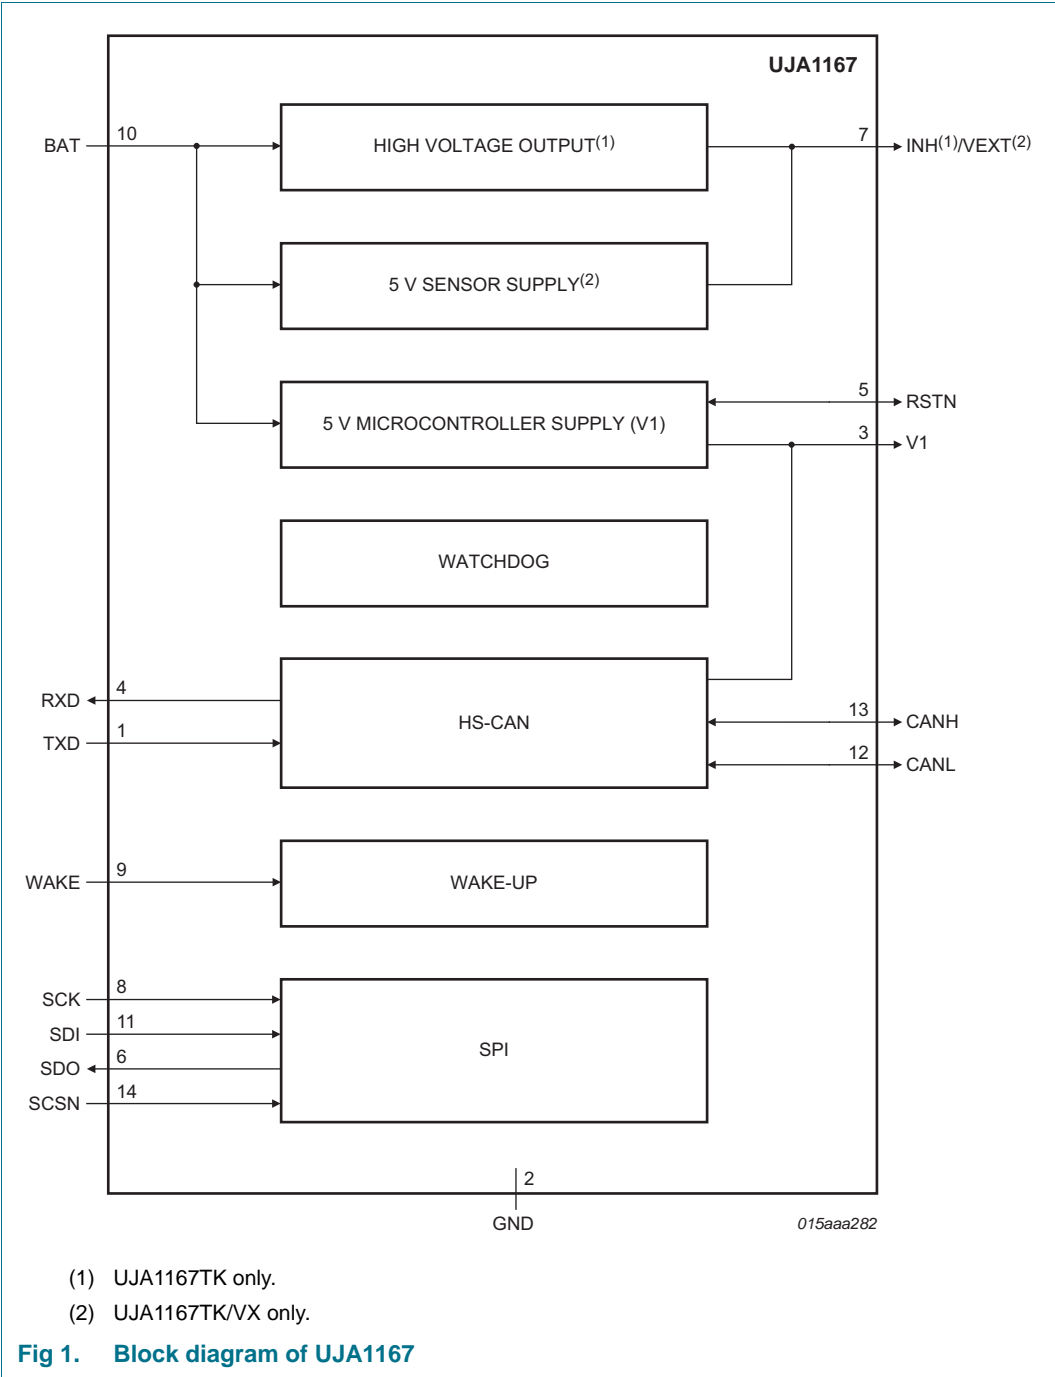 UJA1167
BAT 10 HIGH VOLTAGE OUTPUT(1) 7 INH(1)/VEXT(2)
5 V SENSOR SUPPLY(2)
5 V MICROCONTROLLER SUPPLY (V1)
5 RSTN
3 V1
WATCHDOG
RXD 4
TXD 1
HS-CAN
13 CANH
12 CANL
WAKE 9 WAKE-UP
SCK 8
SDI 11
SDO 6
SCSN 14
SPI
2
GND
015aaa282
(1) UJA1167TK only.
(2) UJA1167TK/VX only.
Fig 1. Block diagram of UJA1167